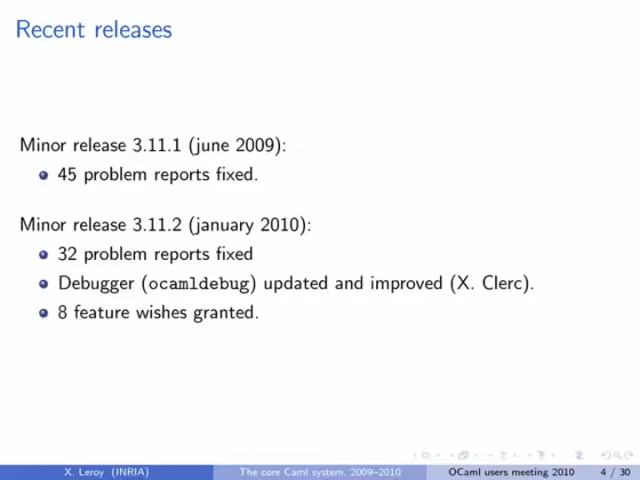 Recent releases
Minor release 3.11.1 (june 2009):
45 problem reports fixed.
Minor release 3.11.2 (january 2010):
32 problem reports fixed
Debugger (ocamldebug) updated and improved (X. Clerc).
8 feature wishes granted.
X. Leroy (INRIA) The core Caml system, 2009–2010 OCaml users meeting 2010 4 / 30